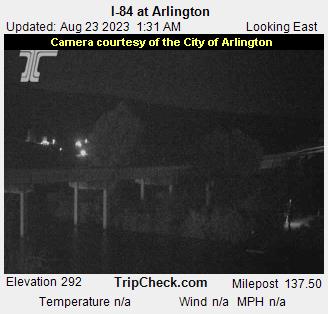 I-84 at Arlington
Updated: Aug 23 2023 1:31 AM Looking East
Camera courtesy of the City of Arlington
Elevation 292 TripCheck.com Milepost 137.50
Temperature n/a Wind n/a MPH n/a